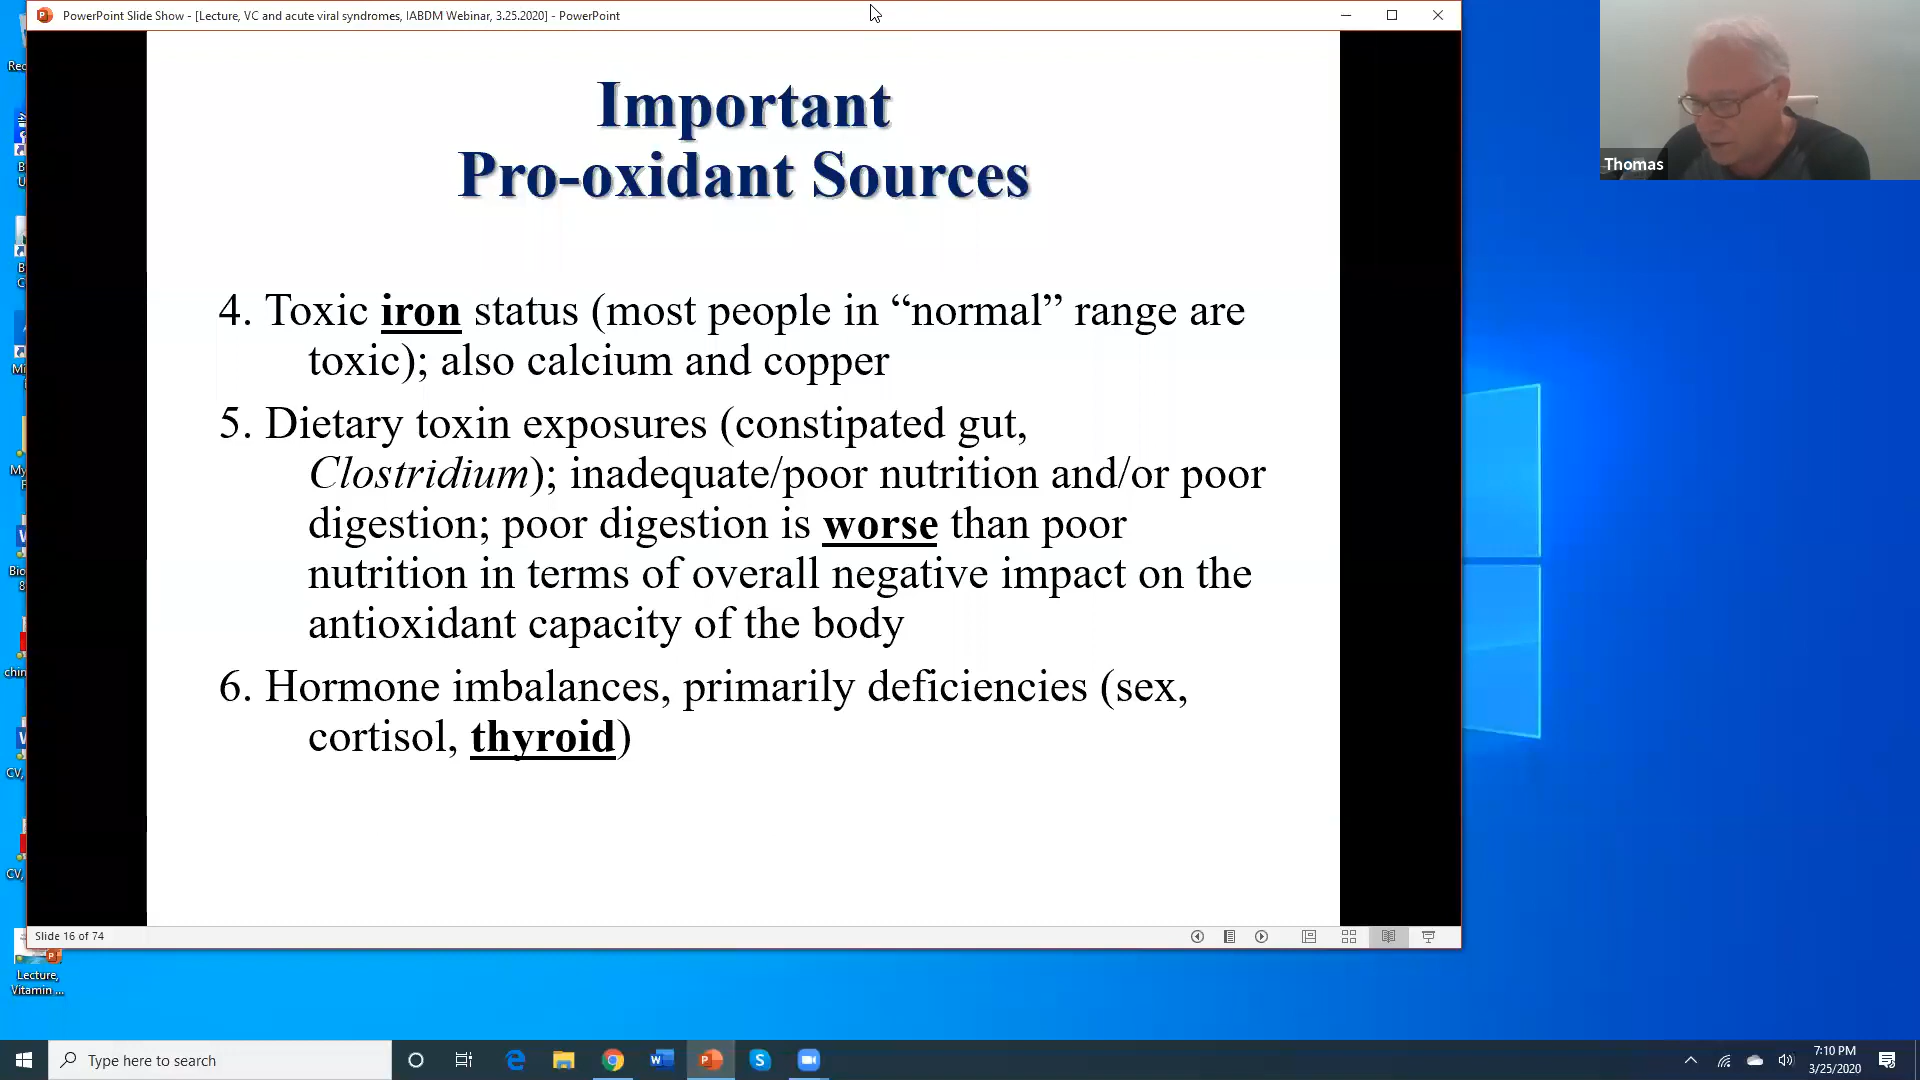 PowerPoint Slide Show - [Lecture, VC and acute viral syndromes, IABDM Webinar, 3.25.2020] - PowerPoint
Important
Pro-oxidant Sources
4. Toxic iron status (most people in “normal” range are
toxic); also calcium and copper
5. Dietary toxin exposures (constipated gut,
Clostridium); inadequate/poor nutrition and/or poor
digestion; poor digestion is worse than poor
nutrition in terms of overall negative impact on the
antioxidant capacity of the body
6. Hormone imbalances, primarily deficiencies (sex,
cortisol, thyroid)
Slide 16 of 74
Thomas
Lecture,
Vitamin ...
Type here to search
7:10 PM
3/25/2020